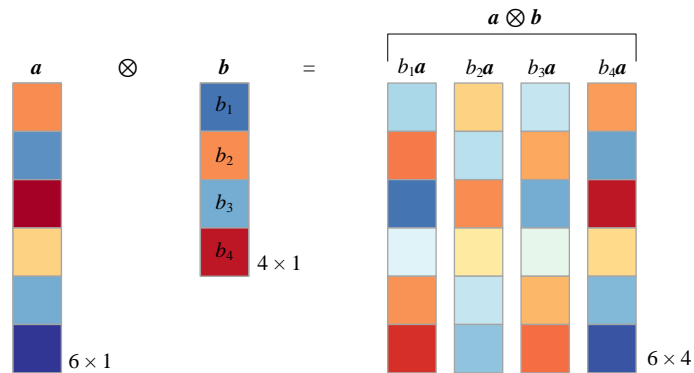 a ⊗ b
a ⊗ b = b₁a b₂a b₃a b₄a
b₁
b₂
b₃
b₄
4 × 1
6 × 1
6 × 4